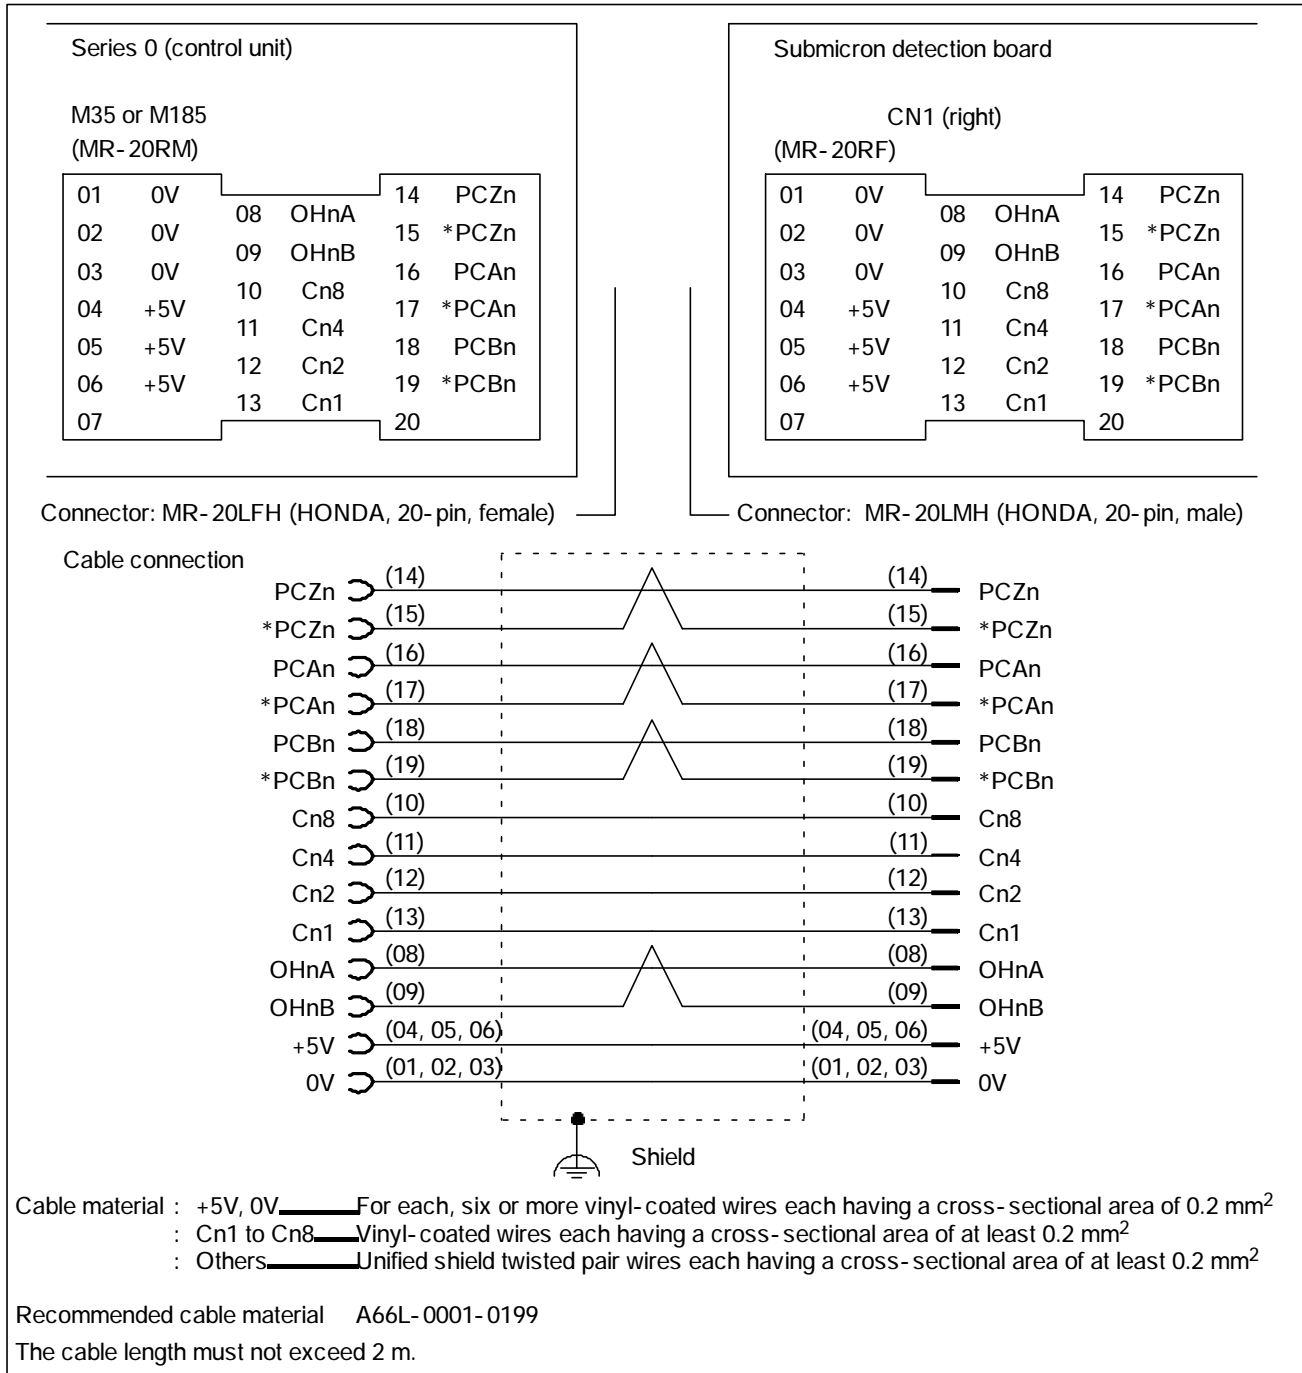 Series 0 (control unit)
M35 or M185
(MR-20RM)
01 0V
02 0V
03 0V
04 +5V
05 +5V
06 +5V
07
08 OHnA
09 OHnB
10 Cn8
11 Cn4
12 Cn2
13 Cn1
14 PCZn
15 *PCZn
16 PCAn
17 *PCAn
18 PCBn
19 *PCBn
20
Submicron detection board
CN1 (right)
(MR-20RF)
01 0V
02 0V
03 0V
04 +5V
05 +5V
06 +5V
07
08 OHnA
09 OHnB
10 Cn8
11 Cn4
12 Cn2
13 Cn1
14 PCZn
15 *PCZn
16 PCAn
17 *PCAn
18 PCBn
19 *PCBn
20
Connector: MR-20LFH (HONDA, 20-pin, female)
Connector: MR-20LMH (HONDA, 20-pin, male)
Cable connection
PCZn (14) (14) PCZn
*PCZn (15) (15) *PCZn
PCAn (16) (16) PCAn
*PCAn (17) (17) *PCAn
PCBn (18) (18) PCBn
*PCBn (19) (19) *PCBn
Cn8 (10) (10) Cn8
Cn4 (11) (11) Cn4
Cn2 (12) (12) Cn2
Cn1 (13) (13) Cn1
OHnA (08) (08) OHnA
OHnB (09) (09) OHnB
+5V (04, 05, 06) (04, 05, 06) +5V
0V (01, 02, 03) (01, 02, 03) 0V
Shield
Cable material : +5V, 0V For each, six or more vinyl-coated wires each having a cross-sectional area of 0.2 mm²
: Cn1 to Cn8 Vinyl-coated wires each having a cross-sectional area of at least 0.2 mm²
: Others Unified shield twisted pair wires each having a cross-sectional area of at least 0.2 mm²
Recommended cable material A66L-0001-0199
The cable length must not exceed 2 m.